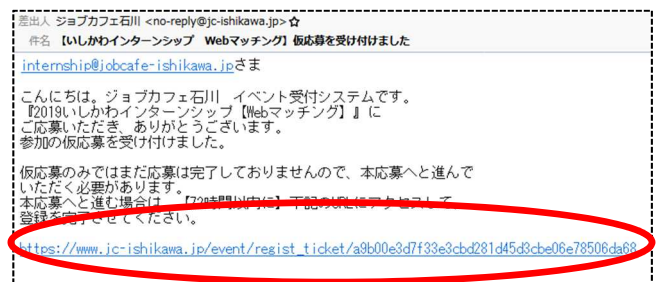 差出人 ジョブカフェ石川 <no-reply@jc-ishikawa.jp>☆
件名 【いしかわインターンシップ Webマッチング】仮応募を受け付けました
internship@jobcafe-ishikawa.jpさま
こんにちは。ジョブカフェ石川 イベント受付システムです。
『2019いしかわインターンシップ【Webマッチング】』に
ご応募いただき、ありがとうございます。
参加の仮応募を受け付けました。
仮応募のみではまだ応募は完了しておりませんので、本応募へと進んで
いただく必要があります。
本応募へと進む場合は、【72時間以内に】下記のURLにアクセスして
登録を完了させてください。
https://www.jc-ishikawa.jp/event/regist_ticket/a9b00e3d7f33e3cbd281d45d3cbe06e78506da68